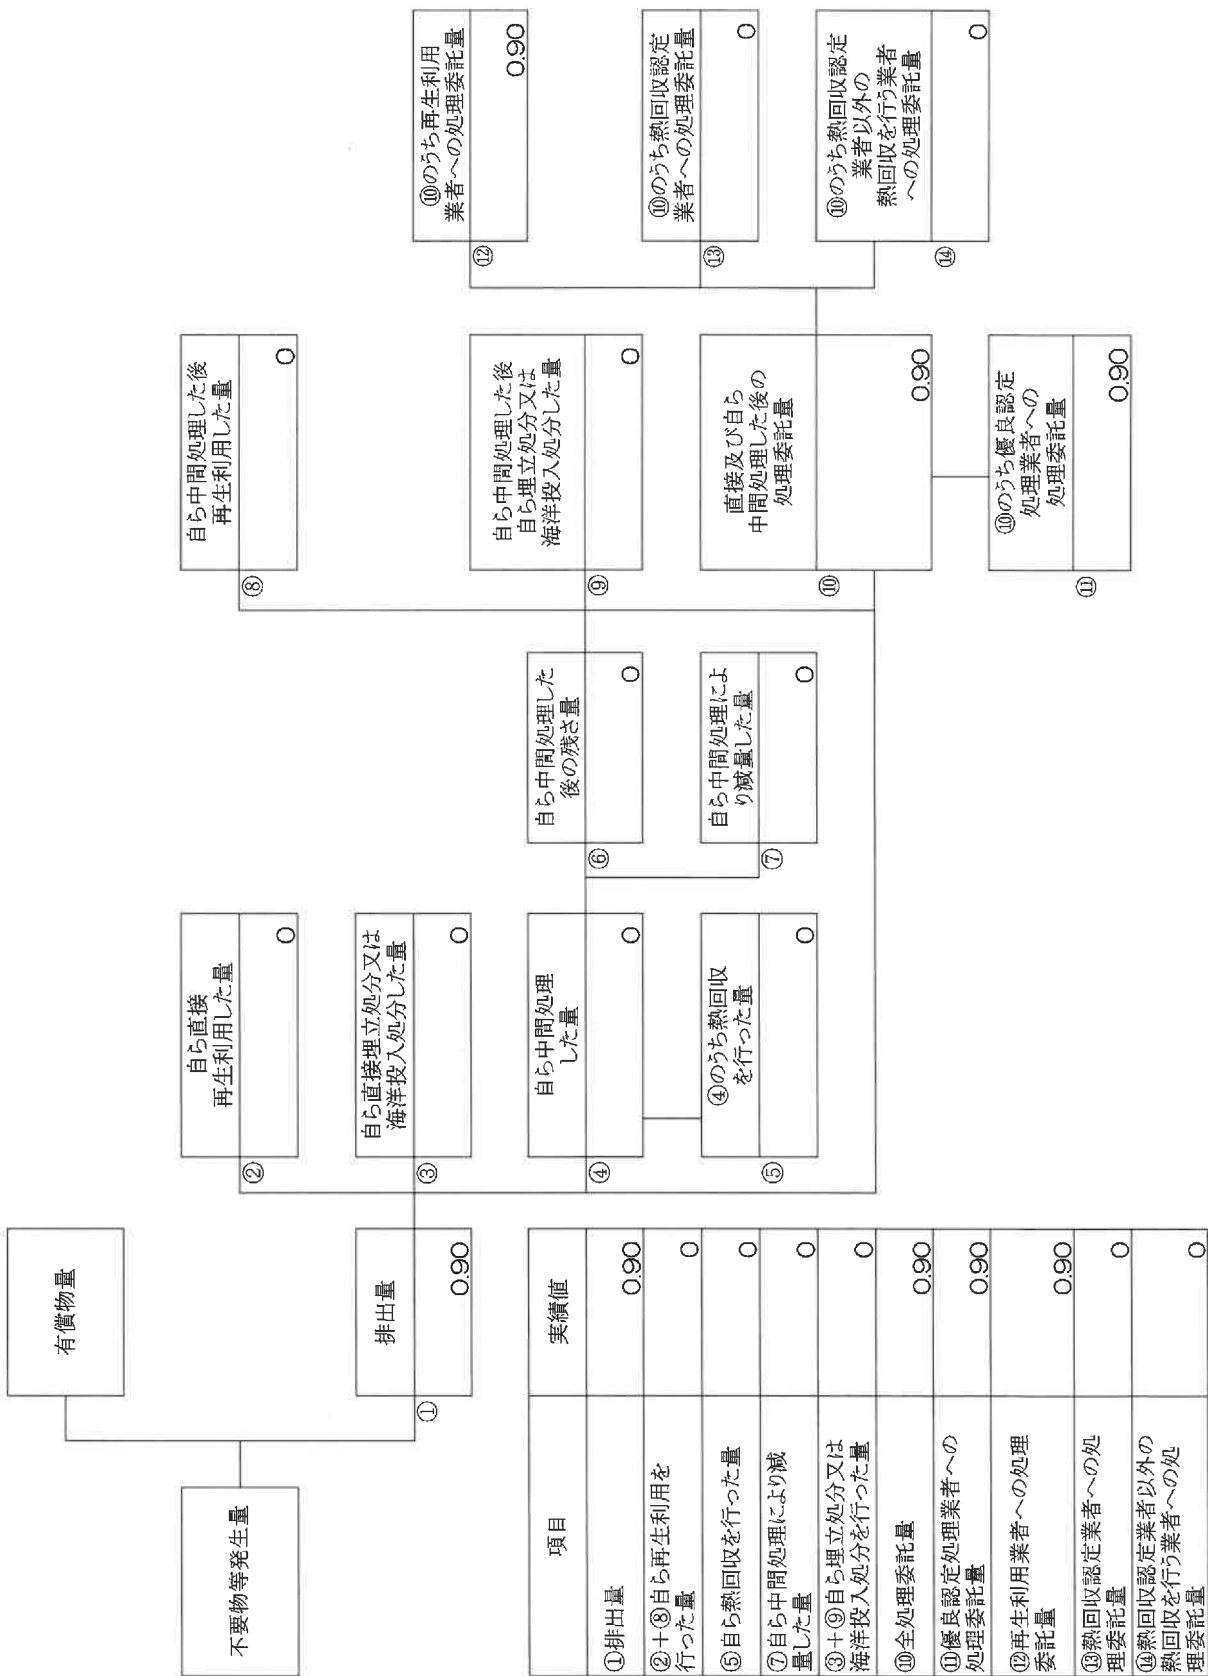 不要物等発生量
有償物量
①
排出量
0.90
②
自ら直接
再生利用した量
0
③
自ら直接埋立処分又は
海洋投入処分した量
0
④
自ら中間処理
した量
0
⑤
④のうち熱回収
を行った量
0
⑥
自ら中間処理した
後の残さ量
0
⑦
自ら中間処理によ
り減量した量
0
⑧
自ら中間処理した後
再生利用した量
0
⑨
自ら中間処理した後
自ら埋立処分又は
海洋投入処分した量
0
⑩
直接及び自ら
中間処理した後の
処理委託量
0.90
⑪
⑩のうち優良認定
処理業者への
処理委託量
0.90
⑫
⑩のうち再生利用
業者への処理委託量
0.90
⑬
⑩のうち熱回収認定
業者への処理委託量
0
⑭
⑩のうち熱回収認定
業者以外の
熱回収を行う業者
への処理委託量
0
項目 実績値
①排出量 0.90
②+⑧自ら再生利用を
行った量 0
⑤自ら熱回収を行った量 0
⑦自ら中間処理により減
量した量 0
③+⑨自ら埋立処分又は
海洋投入処分を行った量 0
⑩全処理委託量 0.90
⑪優良認定処理業者への
処理委託量 0.90
⑫再生利用業者への処理
委託量 0.90
⑬熱回収認定業者への処
理委託量 0
⑭熱回収認定業者以外の
熱回収を行う業者への処
理委託量 0